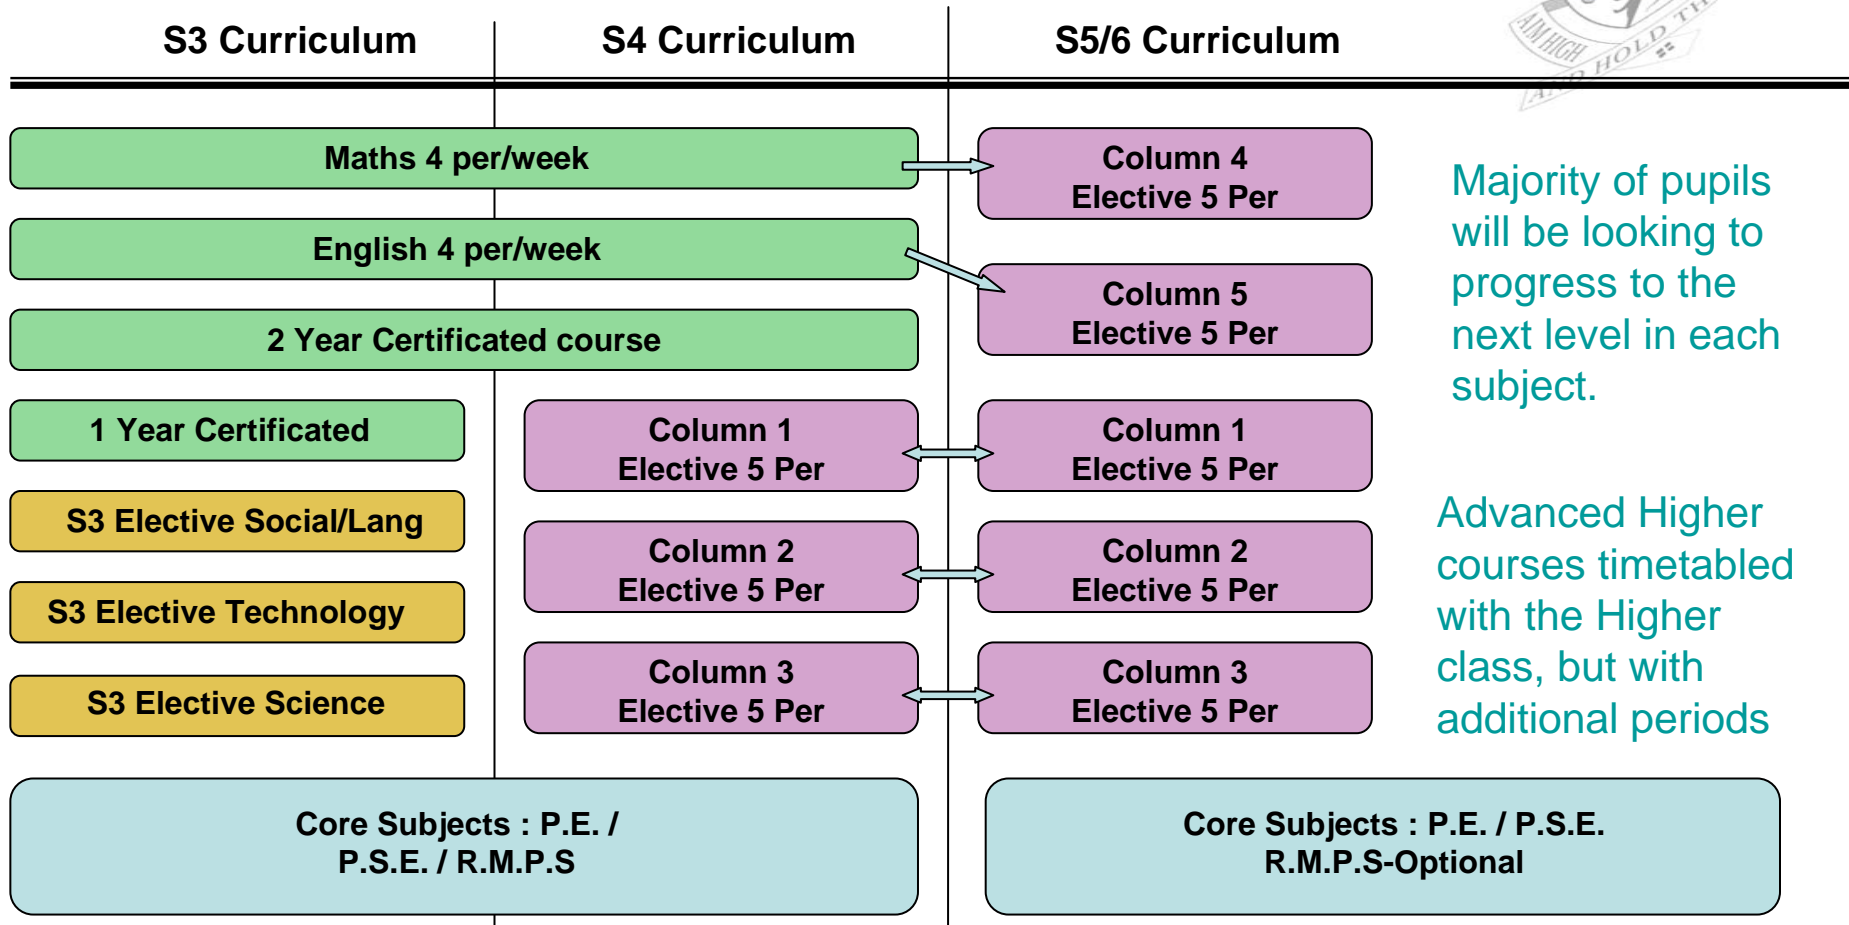 S3 Curriculum
S4 Curriculum
S5/6 Curriculum
AIM HIGH
AND HOLD
Maths 4 per/week
English 4 per/week
2 Year Certificated course
1 Year Certificated
S3 Elective Social/Lang
S3 Elective Technology
S3 Elective Science
Column 1
Elective 5 Per
Column 2
Elective 5 Per
Column 3
Elective 5 Per
Column 4
Elective 5 Per
Column 5
Elective 5 Per
Column 1
Elective 5 Per
Column 2
Elective 5 Per
Column 3
Elective 5 Per
Majority of pupils
will be looking to
progress to the
next level in each
subject.
Advanced Higher
courses timetabled
with the Higher
class, but with
additional periods
Core Subjects : P.E. /
P.S.E. / R.M.P.S
Core Subjects : P.E. / P.S.E.
R.M.P.S-Optional